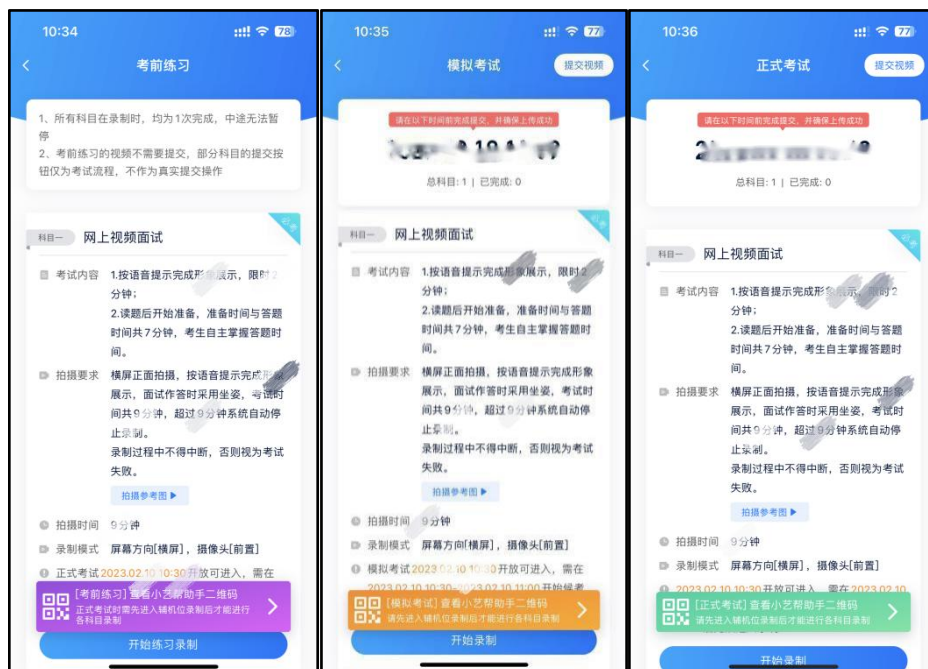 10:34
78
考前练习
1、所有科目在录制时，均为1次完成，中途无法暂
停
2、考前练习的视频不需要提交，部分科目的提交按
钮仅为考试流程，不作为真实提交操作
必考
科目一 网上视频面试
考试内容 1.按语音提示完成形象展示，限时2
分钟；
2.读题后开始准备，准备时间与答题
时间共7分钟，考生自主掌握答题时
间。
拍摄要求 横屏正面拍摄，按语音提示完成形象
展示，面试作答时采用坐姿，考试时
间共9分钟，超过9分钟系统自动停
止录制。
录制过程中不得中断，否则视为考试
失败。
拍摄参考图
拍摄时间 9分钟
录制模式 屏幕方向[横屏]，摄像头[前置]
正式考试2023.02.10 10:30开放可进入，需在
[考前练习]查看小艺帮助手二维码
正式考试时需先进入辅机位录制后才能进行
各科目录制
开始练习录制
10:35
77
模拟考试
提交视频
请在以下时间前完成提交，并确保上传成功
总科目: 1 | 已完成: 0
必考
科目一 网上视频面试
考试内容 1.按语音提示完成形象展示，限时2
分钟；
2.读题后开始准备，准备时间与答题
时间共7分钟，考生自主掌握答题时
间。
拍摄要求 横屏正面拍摄，按语音提示完成形象
展示，面试作答时采用坐姿，考试时
间共9分钟，超过9分钟系统自动停
止录制。
录制过程中不得中断，否则视为考试
失败。
拍摄参考图
拍摄时间 9分钟
录制模式 屏幕方向[横屏]，摄像头[前置]
模拟考试2023.02.10 10:30开放可进入，需在
2023.02.10 10:30-2023.02.10 11:00开始候考
[模拟考试]查看小艺帮助手二维码
请先进入辅机位录制后才能进行各科目录制
开始录制
10:36
77
正式考试
提交视频
请在以下时间前完成提交，并确保上传成功
总科目: 1 | 已完成: 0
必考
科目一 网上视频面试
考试内容 1.按语音提示完成形象展示，限时2
分钟；
2.读题后开始准备，准备时间与答题
时间共7分钟，考生自主掌握答题时
间。
拍摄要求 横屏正面拍摄，按语音提示完成形象
展示，面试作答时采用坐姿，考试时
间共9分钟，超过9分钟系统自动停
止录制。
录制过程中不得中断，否则视为考试
失败。
拍摄参考图
拍摄时间 9分钟
录制模式 屏幕方向[横屏]，摄像头[前置]
2023.02.10 10:30开放可进入，需在2023.02.10
[正式考试]查看小艺帮助手二维码
请先进入辅机位录制后才能进行各科目录制
开始录制